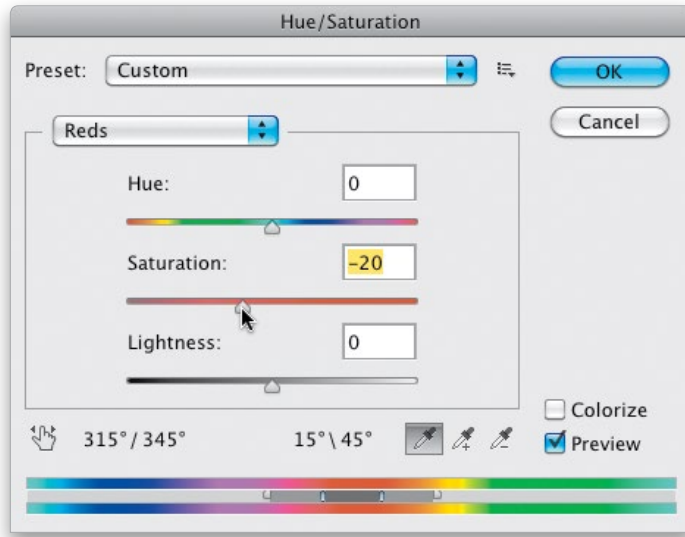 Hue/Saturation
Preset: Custom
OK
Cancel
Reds
Hue: 0
Saturation: -20
Lightness: 0
Colorize
315°/345° 15°\45°
Preview